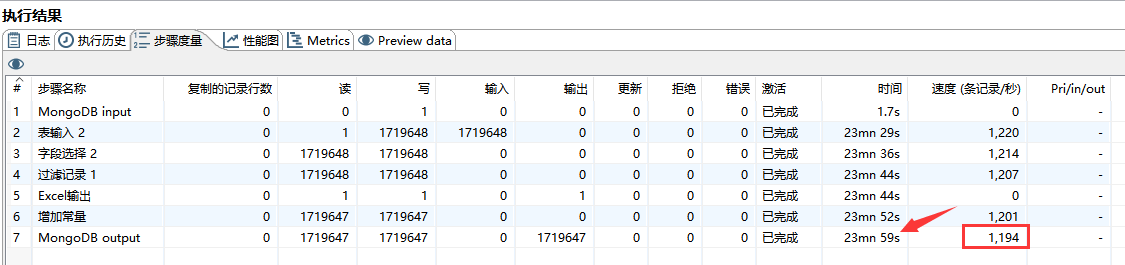 执行结果
日志 执行历史 步骤度量 性能图 Metrics Preview data
# 步骤名称 复制的记录行数 读 写 输入 输出 更新 拒绝 错误 激活 时间 速度 (条记录/秒) Pri/in/out
1 MongoDB input 0 0 1 0 0 0 0 0 已完成 1.7s 0 -
2 表输入 2 0 1 1719648 1719648 0 0 0 0 已完成 23mn 29s 1,220 -
3 字段选择 2 0 1719648 1719648 0 0 0 0 0 已完成 23mn 36s 1,214 -
4 过滤记录 1 0 1719648 1719648 0 0 0 0 0 已完成 23mn 44s 1,207 -
5 Excel输出 0 1 1 0 1 0 0 0 已完成 23mn 44s 0 -
6 增加常量 0 1719647 1719647 0 0 0 0 0 已完成 23mn 52s 1,201 -
7 MongoDB output 0 1719647 1719647 0 1719647 0 0 0 已完成 23mn 59s 1,194 -